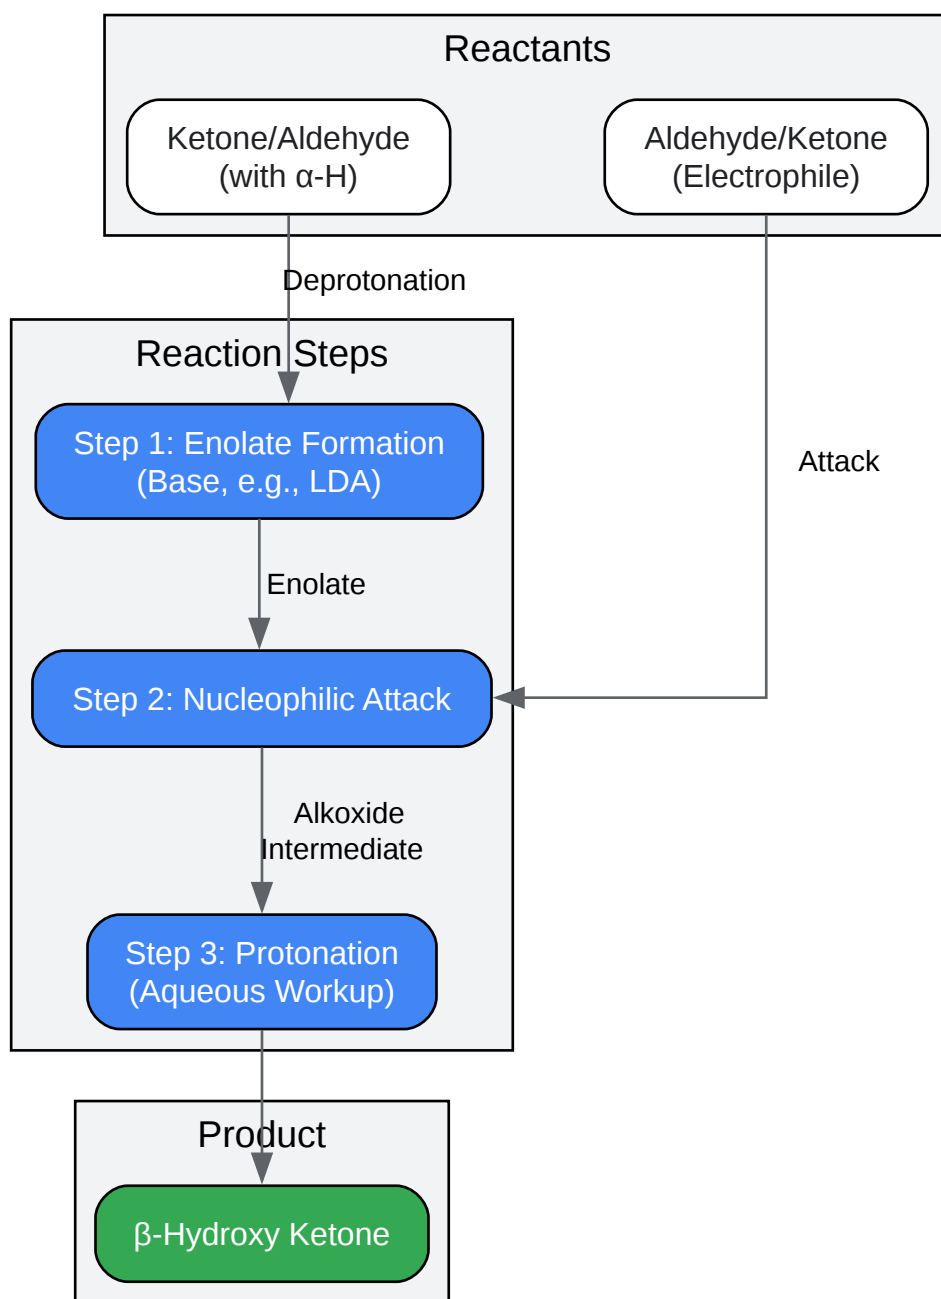 Reactants
Ketone/Aldehyde
(with α-H)
Aldehyde/Ketone
(Electrophile)
Deprotonation
Reaction Steps
Step 1: Enolate Formation
(Base, e.g., LDA)
Attack
Enolate
Step 2: Nucleophilic Attack
Alkoxide
Intermediate
Step 3: Protonation
(Aqueous Workup)
Product
β-Hydroxy Ketone